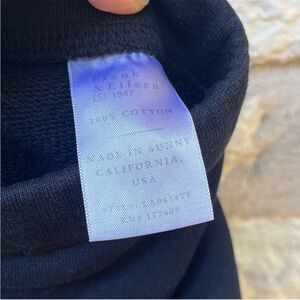 Frank
& Eileen
EST 1947
100% COTTON
MADE IN SUNNY
CALIFORNIA,
USA